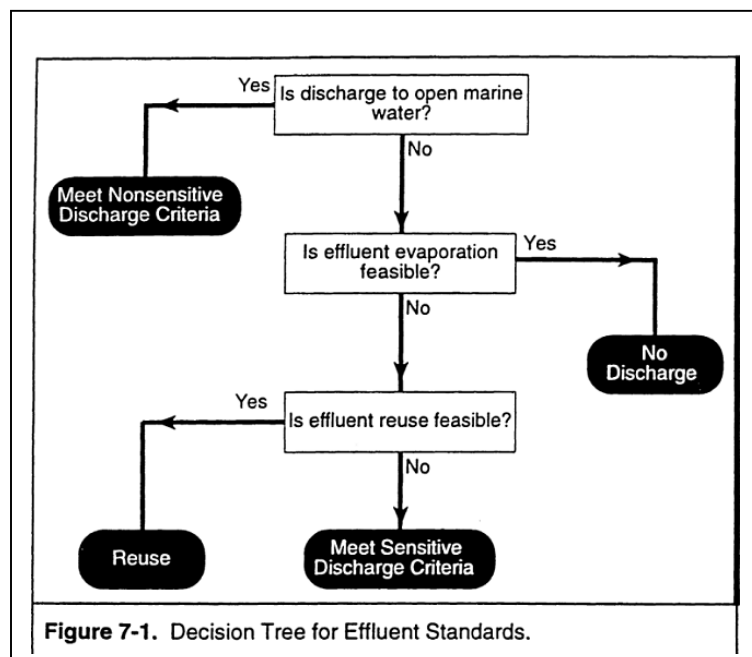 Yes
Is discharge to open marine
water?
No
Meet Nonsensitive
Discharge Criteria
Is effluent evaporation
feasible?
Yes
No
No
Discharge
Yes
Is effluent reuse feasible?
No
Reuse
Meet Sensitive
Discharge Criteria
Figure 7-1. Decision Tree for Effluent Standards.